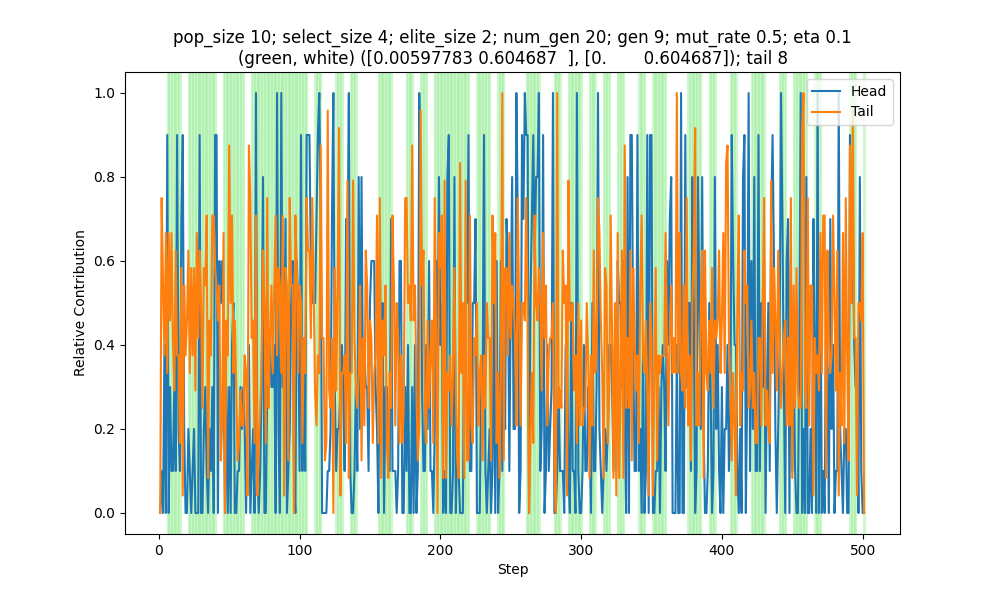 pop_size 10; select_size 4; elite_size 2; num_gen 20; gen 9; mut_rate 0.5; eta 0.1
(green, white) ([0.00597783 0.604687  ], [0.       0.604687]); tail 8
Head
Tail
1.0
0.8
0.6
0.4
0.2
0.0
Relative Contribution
0
100
200
300
400
500
Step